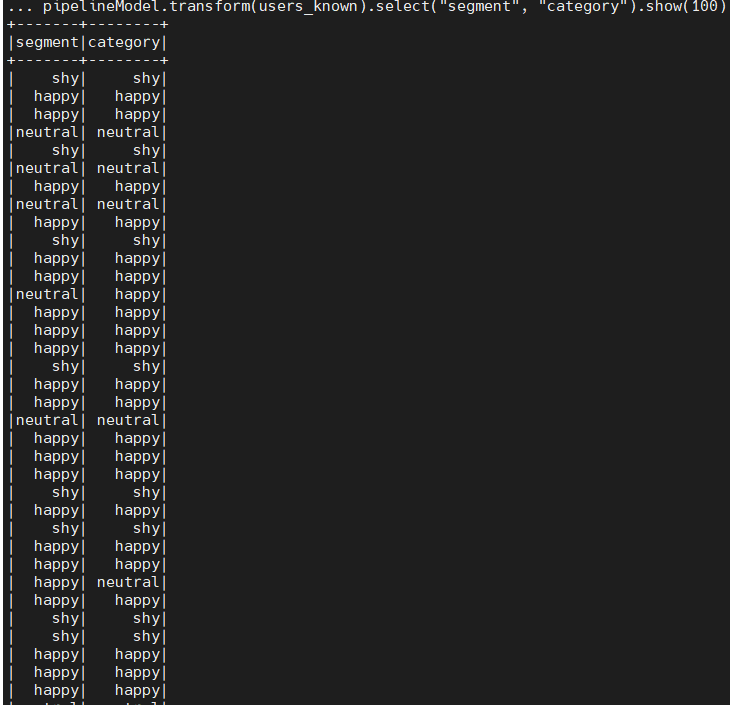 ... pipelineModel.transform(users_known).select("segment", "category").show(100)
+-------+--------+
|segment|category|
+-------+--------+
|    shy|     shy|
|  happy|   happy|
|  happy|   happy|
|neutral| neutral|
|    shy|     shy|
|neutral| neutral|
|  happy|   happy|
|neutral| neutral|
|  happy|   happy|
|    shy|     shy|
|  happy|   happy|
|  happy|   happy|
|neutral|   happy|
|  happy|   happy|
|  happy|   happy|
|  happy|   happy|
|    shy|     shy|
|  happy|   happy|
|  happy|   happy|
|neutral| neutral|
|  happy|   happy|
|  happy|   happy|
|  happy|   happy|
|    shy|     shy|
|  happy|   happy|
|    shy|     shy|
|  happy|   happy|
|  happy|   happy|
|  happy| neutral|
|  happy|   happy|
|    shy|     shy|
|    shy|     shy|
|  happy|   happy|
|  happy|   happy|
|  happy|   happy|